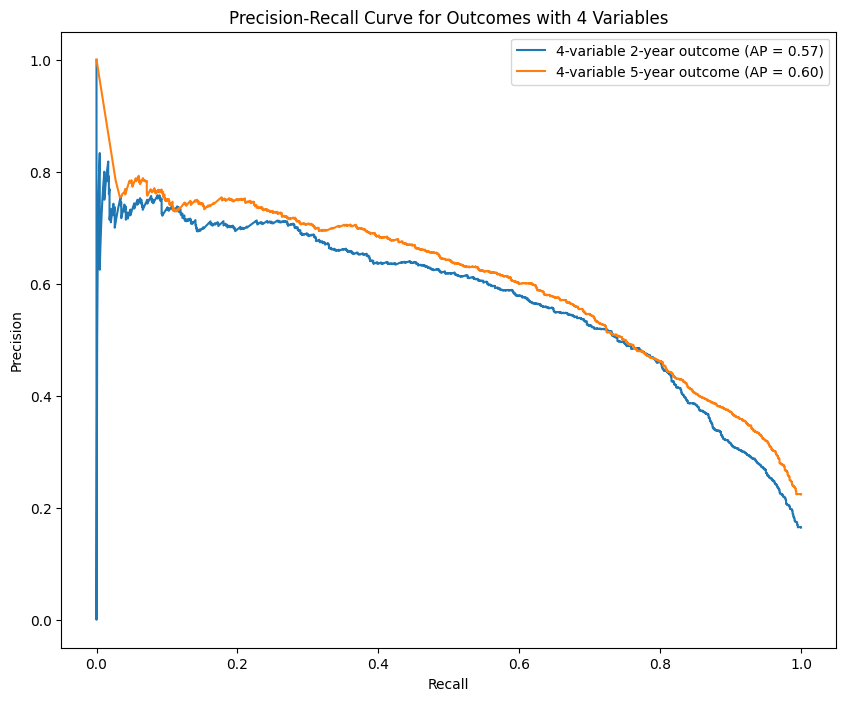 Precision-Recall Curve for Outcomes with 4 Variables
4-variable 2-year outcome (AP = 0.57)
4-variable 5-year outcome (AP = 0.60)
1.0
0.8
0.6
0.4
0.2
0.0
Precision
0.0 0.2 0.4 0.6 0.8 1.0
Recall